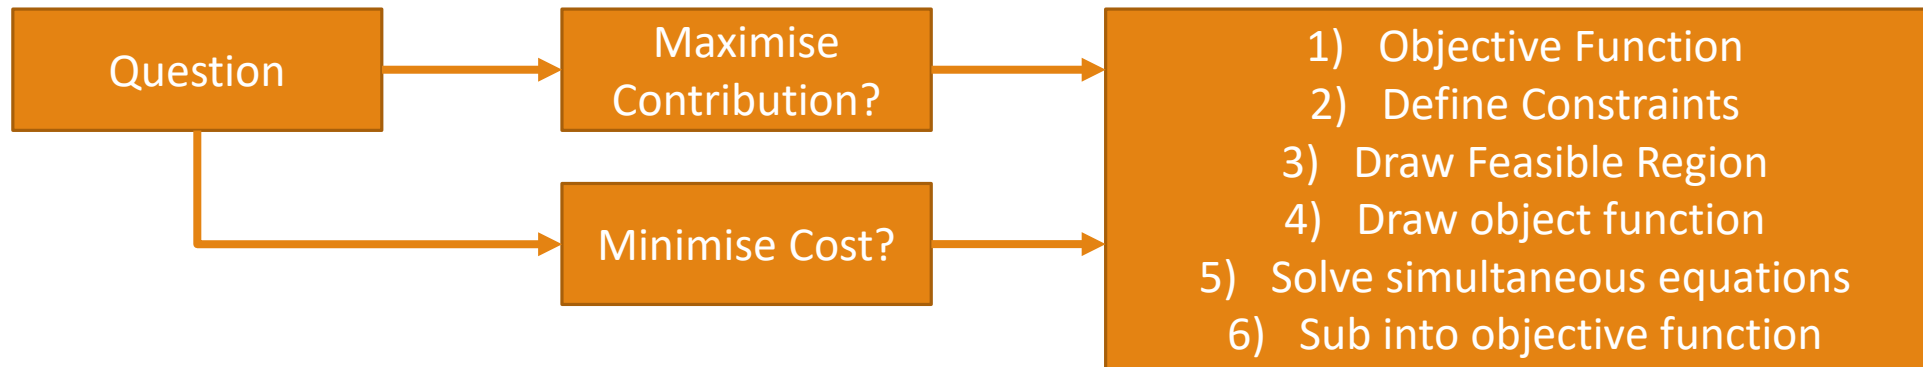 Question
Maximise
Contribution?
Minimise Cost?
1) Objective Function
2) Define Constraints
3) Draw Feasible Region
4) Draw object function
5) Solve simultaneous equations
6) Sub into objective function